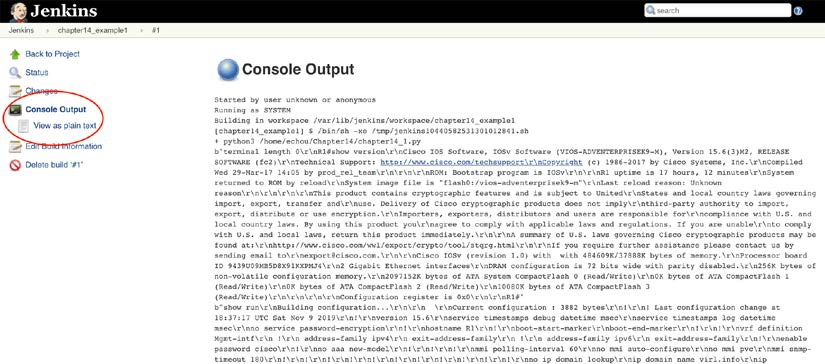 Jenkins
search
Jenkins › chapter14_example1 › #1
Back to Project
Status
Changes
Console Output
View as plain text
Edit Build Information
Delete build '#1'
Console Output
Started by user unknown or anonymous
Running as SYSTEM
Building in workspace /var/lib/jenkins/workspace/chapter14_example1
[chapter14_example1] $ /bin/sh -xe /tmp/jenkins10440582531301012841.sh
+ python3 /home/echou/Chapter14/chapter14_1.py
b"terminal length 0\r\nR1#show version\r\nCisco IOS Software, IOSv Software (VIOS-ADVENTERPRISEK9-M), Version 15.6(3)M2, RELEASE
SOFTWARE (fc2)\r\nTechnical Support: http://www.cisco.com/techsupport\r\nCopyright (c) 1986-2017 by Cisco Systems, Inc.\r\nCompiled
Wed 29-Mar-17 14:05 by prod_rel_team\r\n\r\n\r\nROM: Bootstrap program is IOSv\r\n\r\nR1 uptime is 17 hours, 12 minutes\r\nSystem
returned to ROM by reload\r\nSystem image file is "flash0:/vios-adventerprisek9-m"\r\nLast reload reason: Unknown
reason\r\n\r\n\r\n\r\nThis product contains cryptographic features and is subject to United\r\nStates and local country laws governing
import, export, transfer and\r\nuse. Delivery of Cisco cryptographic products does not imply\r\nthird-party authority to import,
export, distribute or use encryption.\r\nImporters, exporters, distributors and users are responsible for\r\ncompliance with U.S. and
local country laws. By using this product you\r\nagree to comply with applicable laws and regulations. If you are unable\r\nto comply
with U.S. and local laws, return this product immediately.\r\n\r\nA summary of U.S. laws governing Cisco cryptographic products may be
found at:\r\nhttp://www.cisco.com/wwl/export/crypto/tool/stqrg.html\r\n\r\nIf you require further assistance please contact us by
sending email to\r\nexport@cisco.com.\r\n\r\nCisco IOSv (revision 1.0) with  with 484609K/37888K bytes of memory.\r\nProcessor board
ID 9439U09MB5D8X91KKPMJ4\r\n2 Gigabit Ethernet interfaces\r\nDRAM configuration is 72 bits wide with parity disabled.\r\n256K bytes of
non-volatile configuration memory.\r\n2097152K bytes of ATA System CompactFlash 0 (Read/Write)\r\n0K bytes of ATA CompactFlash 1
(Read/Write)\r\n0K bytes of ATA CompactFlash 2 (Read/Write)\r\n10080K bytes of ATA CompactFlash 3
(Read/Write)\r\n\r\n\r\n\r\nConfiguration register is 0x0\r\n\r\nR1#'
b"show run\r\nBuilding configuration...\r\n\r\n  \r\nCurrent configuration : 3882 bytes\r\n!\r\n! Last configuration change at
18:37:17 UTC Sat Nov 9 2019\r\n!\r\nversion 15.6\r\nservice timestamps debug datetime msec\r\nservice timestamps log datetime
msec\r\nno service password-encryption\r\n!\r\nhostname R1\r\n!\r\nboot-start-marker\r\nboot-end-marker\r\n!\r\n!\r\nvrf definition
Mgmt-intf\r\n !\r\n address-family ipv4\r\n exit-address-family\r\n !\r\n address-family ipv6\r\n exit-address-family\r\n!\r\nenable
password cisco\r\n!\r\nno aaa new-model\r\n!\r\n!\r\n!\r\nmmi polling-interval 60\r\nno mmi auto-configure\r\nno mmi pvc\r\nmmi snmp-
timeout 180\r\n!\r\n!\r\n!\r\n!\r\n!\r\n!\r\n!\r\n!\r\n!\r\n!\r\n!\r\nno ip domain lookup\r\nip domain name virl.info\r\nip